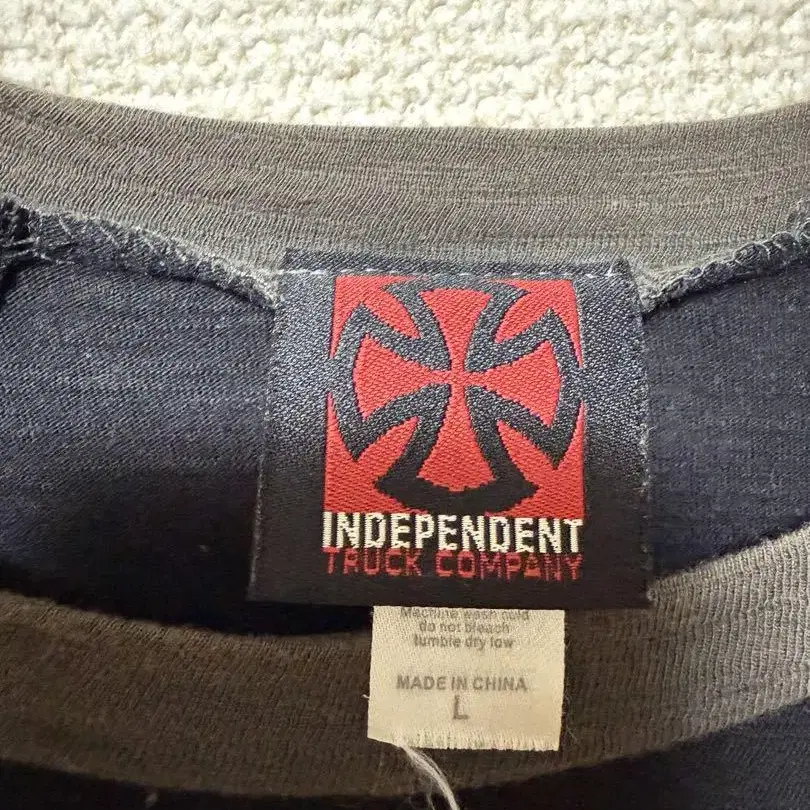 INDEPENDENT
TRUCK COMPANY
Machine wash cold
do not bleach
tumble dry low
MADE IN CHINA
L